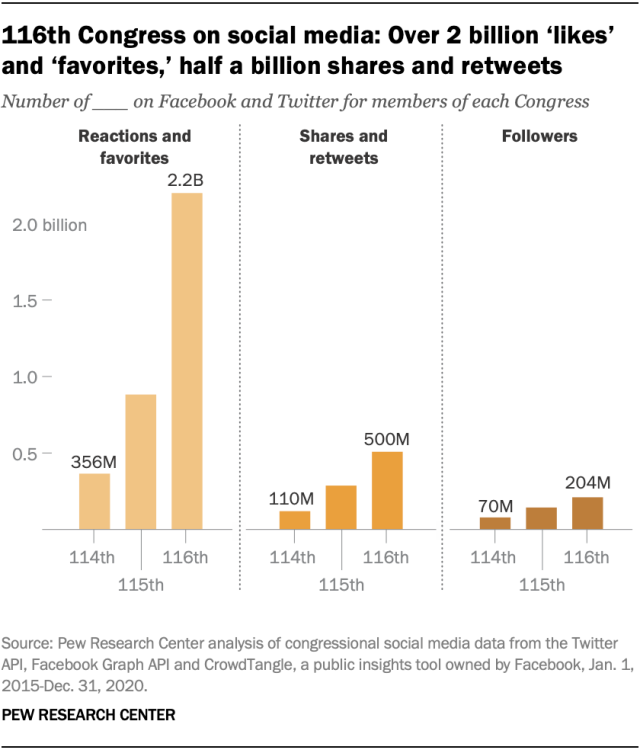 116th Congress on social media: Over 2 billion ‘likes’
and ‘favorites,’ half a billion shares and retweets
Number of ___ on Facebook and Twitter for members of each Congress
Reactions and
favorites
Shares and
retweets
Followers
2.2B
2.0 billion
1.5
1.0
0.5
356M
110M
500M
70M
204M
114th
116th
115th
114th
116th
115th
114th
116th
115th
Source: Pew Research Center analysis of congressional social media data from the Twitter
API, Facebook Graph API and CrowdTangle, a public insights tool owned by Facebook, Jan. 1,
2015-Dec. 31, 2020.
PEW RESEARCH CENTER